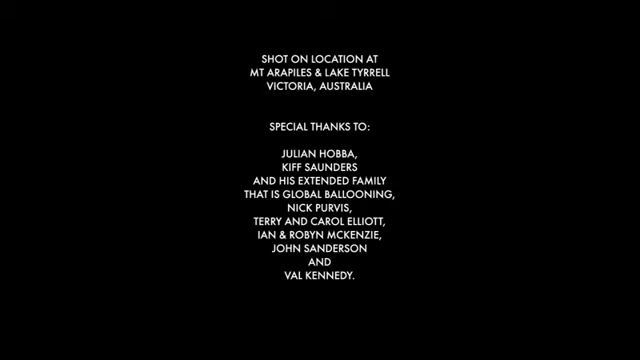 SHOT ON LOCATION AT
MT ARAPILES & LAKE TYRRELL
VICTORIA, AUSTRALIA
SPECIAL THANKS TO:
JULIAN HOBBA,
KIFF SAUNDERS
AND HIS EXTENDED FAMILY
THAT IS GLOBAL BALLOONING,
NICK PURVIS,
TERRY AND CAROL ELLIOTT,
IAN & ROBYN MCKENZIE,
JOHN SANDERSON
AND
VAL KENNEDY.